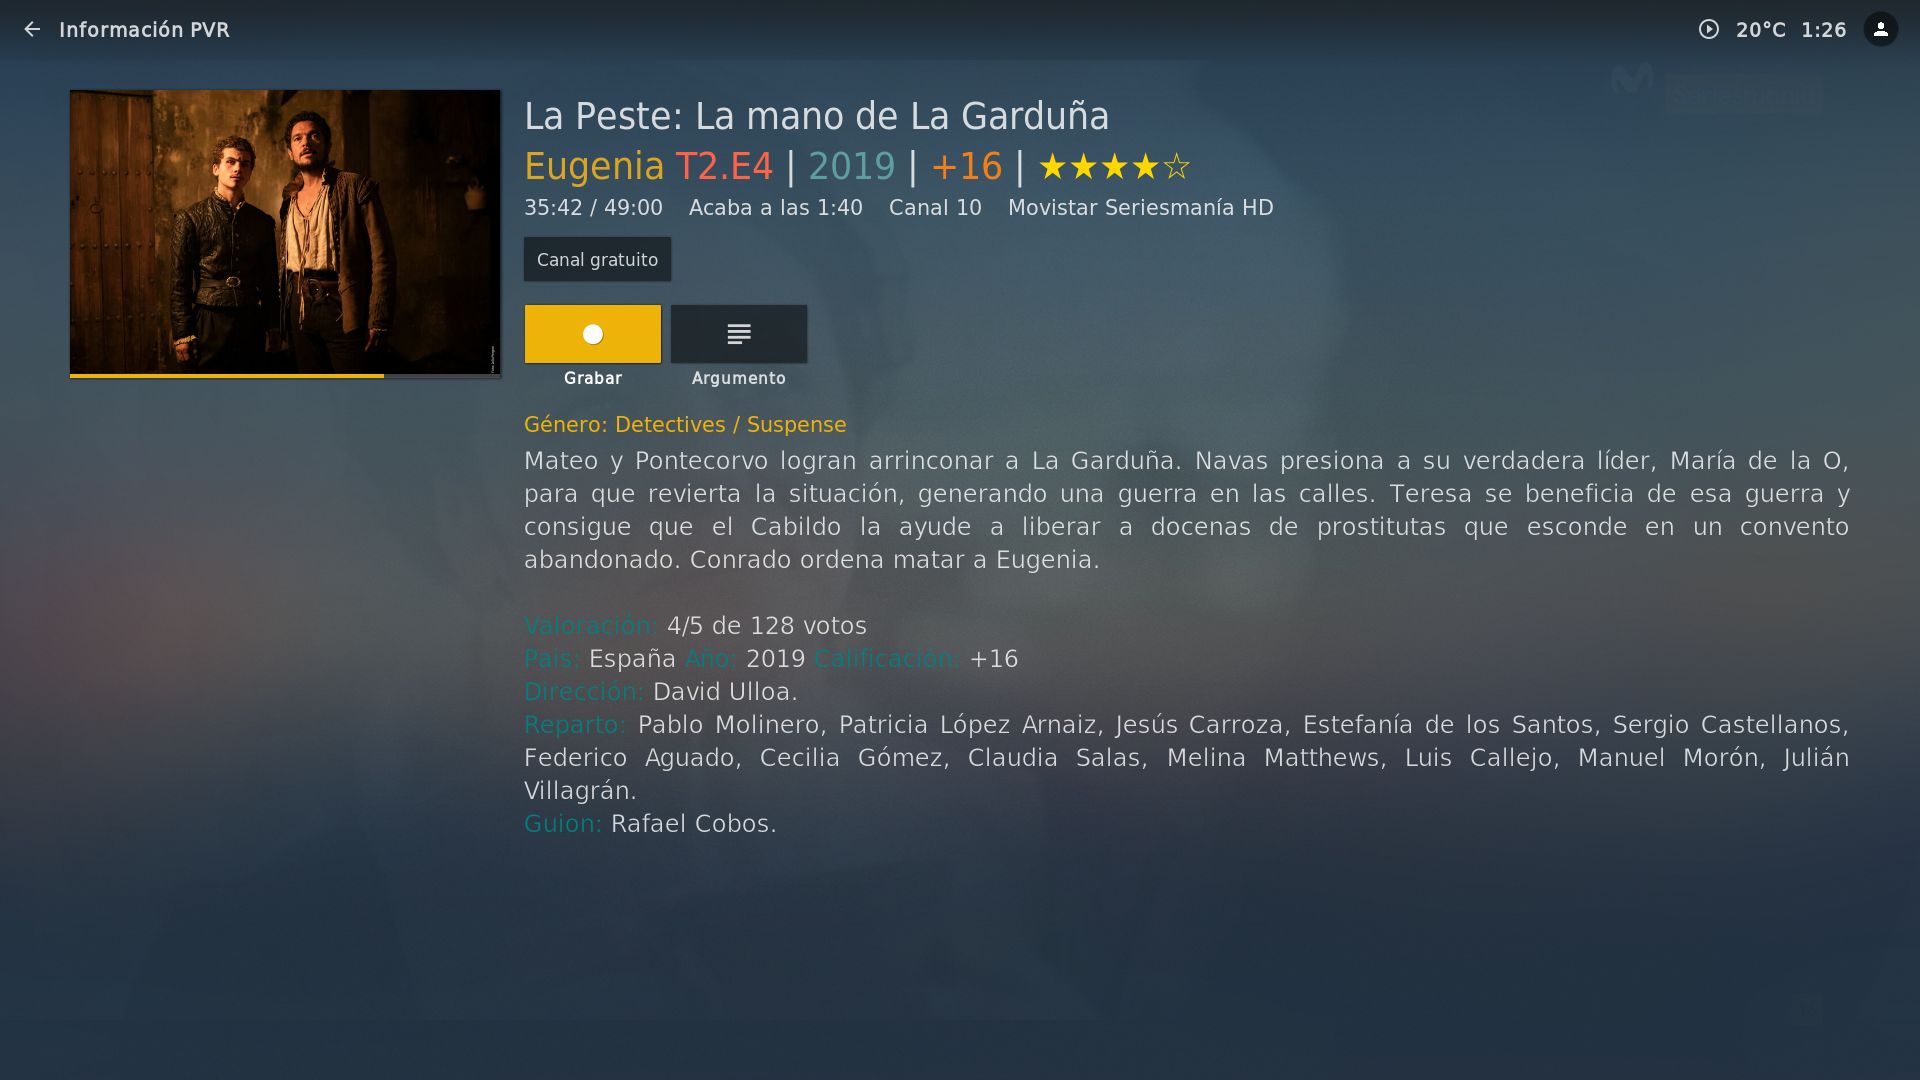 Información PVR
20°C 1:26
La Peste: La mano de La Garduña
Eugenia T2.E4 | 2019 | +16 | ★★★★☆
35:42 / 49:00 Acaba a las 1:40 Canal 10 Movistar Seriesmanía HD
Canal gratuito
Grabar Argumento
Género: Detectives / Suspense
Mateo y Pontecorvo logran arrinconar a La Garduña. Navas presiona a su verdadera líder, María de la O,
para que revierta la situación, generando una guerra en las calles. Teresa se beneficia de esa guerra y
consigue que el Cabildo la ayude a liberar a docenas de prostitutas que esconde en un convento
abandonado. Conrado ordena matar a Eugenia.
Valoración: 4/5 de 128 votos
Pais: España Año: 2019 Calificación: +16
Dirección: David Ulloa.
Reparto: Pablo Molinero, Patricia López Arnaiz, Jesús Carroza, Estefanía de los Santos, Sergio Castellanos,
Federico Aguado, Cecilia Gómez, Claudia Salas, Melina Matthews, Luis Callejo, Manuel Morón, Julián
Villagrán.
Guion: Rafael Cobos.